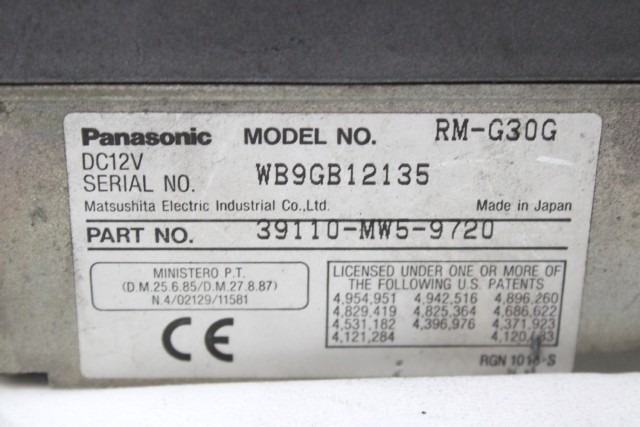 Panasonic MODEL NO. RM-G30G
DC12V
SERIAL NO. WB9GB12135
Matsushita Electric Industrial Co.,Ltd. Made in Japan
PART NO. 39110-MW5-9720
MINISTERO P.T.
(D.M.25.6.85/D.M.27.8.87)
N.4/02129/11581
CE
LICENSED UNDER ONE OR MORE OF
THE FOLLOWING U.S. PATENTS
4,954,951 4,942,516 4,896,260
4,829,419 4,825,364 4,686,622
4,531,182 4,396,976 4,371,923
4,121,284
RGN